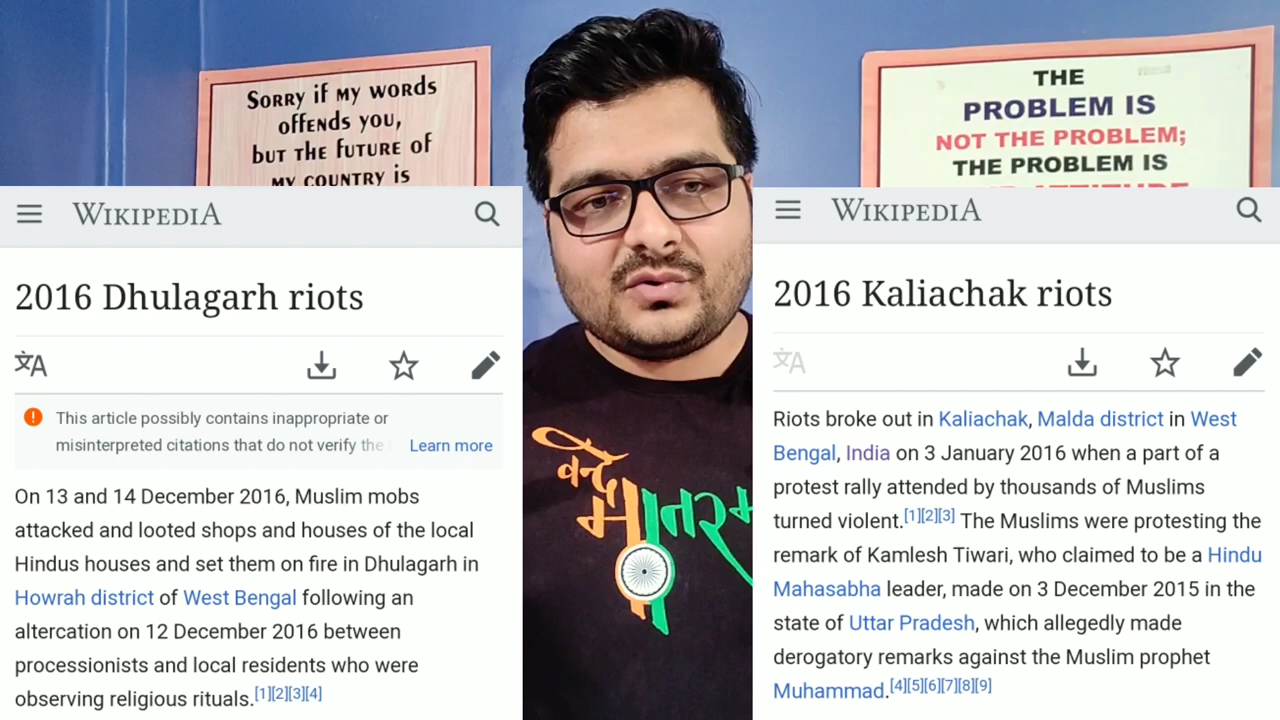 SORRY IF MY WORDS
OFFENDS YOU,
BUT THE FUTURE OF
MY COUNTRY IS
THE
PROBLEM IS
NOT THE PROBLEM;
THE PROBLEM IS
WIKIPEDIA
2016 Dhulagarh riots
This article possibly contains inappropriate or
misinterpreted citations that do not verify the
Learn more
On 13 and 14 December 2016, Muslim mobs
attacked and looted shops and houses of the local
Hindus houses and set them on fire in Dhulagarh in
Howrah district of West Bengal following an
altercation on 12 December 2016 between
processionists and local residents who were
observing religious rituals.[1][2][3][4]
वन्दे
मातरम
WIKIPEDIA
2016 Kaliachak riots
Riots broke out in Kaliachak, Malda district in West
Bengal, India on 3 January 2016 when a part of a
protest rally attended by thousands of Muslims
turned violent.[1][2][3] The Muslims were protesting the
remark of Kamlesh Tiwari, who claimed to be a Hindu
Mahasabha leader, made on 3 December 2015 in the
state of Uttar Pradesh, which allegedly made
derogatory remarks against the Muslim prophet
Muhammad.[4][5][6][7][8][9]